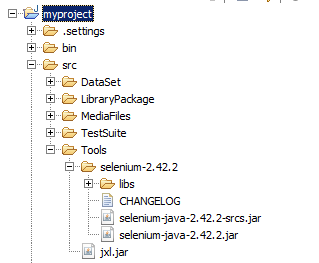 myproject
.settings
bin
src
DataSet
LibraryPackage
MediaFiles
TestSuite
Tools
selenium-2.42.2
libs
CHANGELOG
selenium-java-2.42.2-srcs.jar
selenium-java-2.42.2.jar
jxl.jar